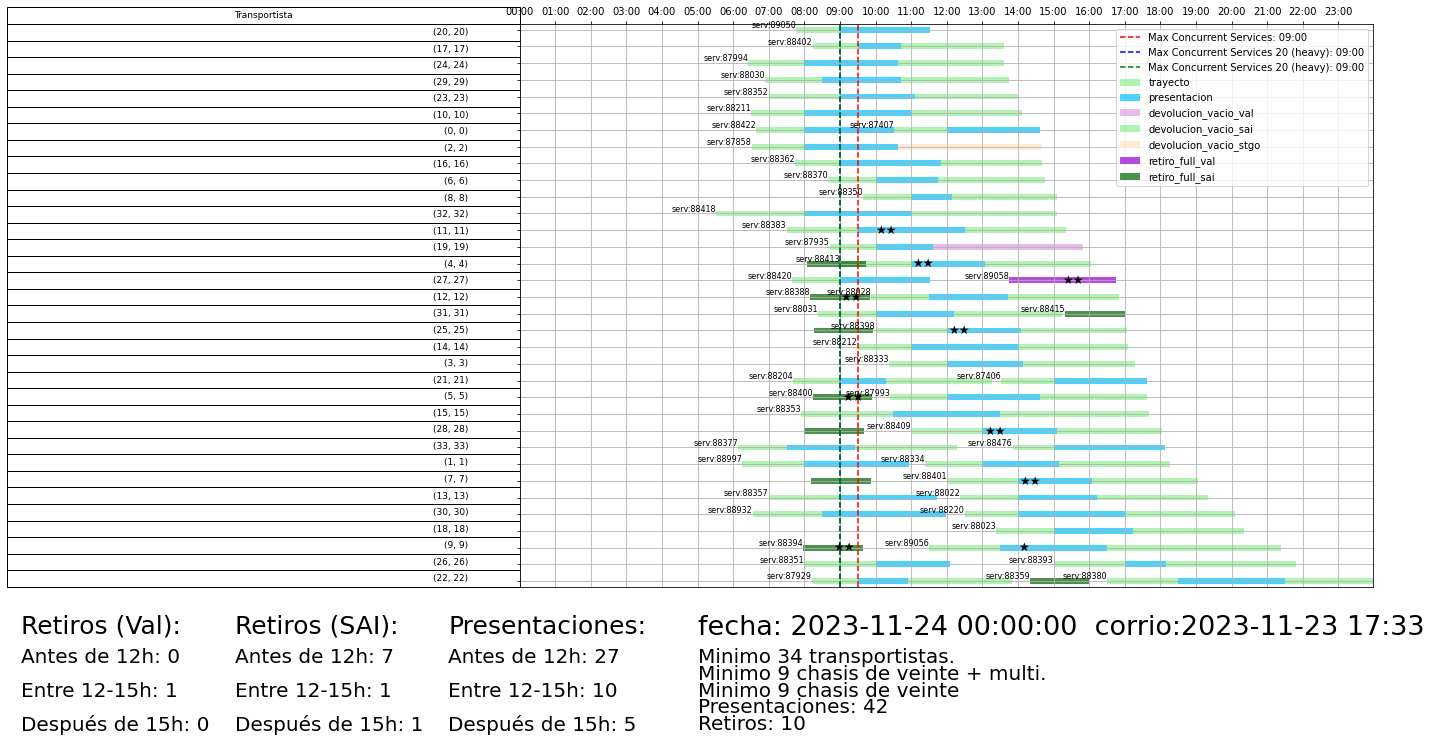 Transportista
00:00 01:00 02:00 03:00 04:00 05:00 06:00 07:00 08:00 09:00 10:00 11:00 12:00 13:00 14:00 15:00 16:00 17:00 18:00 19:00 20:00 21:00 22:00 23:00
Max Concurrent Services: 09:00
Max Concurrent Services 20 (heavy): 09:00
Max Concurrent Services 20 (heavy): 09:00
trayecto
presentacion
devolucion_vacio_val
devolucion_vacio_sai
devolucion_vacio_stgo
retiro_full_val
retiro_full_sai
(20, 20) serv:89050
(17, 17) serv:88402
(24, 24) serv:87994
(29, 29) serv:88030
(23, 23) serv:88352
(10, 10) serv:88211
(0, 0) serv:88422 serv:87407
(2, 2) serv:87858
(16, 16) serv:88362
(6, 6) serv:88370
(8, 8) serv:88350
(32, 32) serv:88418
(11, 11) serv:88383
(19, 19) serv:87935
(4, 4) serv:88413
(27, 27) serv:88420 serv:89058
(12, 12) serv:88388
(31, 31) serv:88031 serv:88415
(25, 25) serv:88398
(14, 14) serv:88212
(3, 3) serv:88333
(21, 21) serv:88204 serv:87406
(5, 5) serv:88400 serv:87993
(15, 15) serv:88353
(28, 28) serv:88409
(33, 33) serv:88377 serv:88476
(1, 1) serv:88997 serv:88334
(7, 7) serv:88401
(13, 13) serv:88357 serv:88022
(30, 30) serv:88932 serv:88220
(18, 18) serv:88023
(9, 9) serv:88394 serv:89056
(26, 26) serv:88351 serv:88393
(22, 22) serv:87929 serv:88359 serv:88380
Retiros (Val):
Antes de 12h: 0
Entre 12-15h: 1
Después de 15h: 0
Retiros (SAI):
Antes de 12h: 7
Entre 12-15h: 1
Después de 15h: 1
Presentaciones:
Antes de 12h: 27
Entre 12-15h: 10
Después de 15h: 5
fecha: 2023-11-24 00:00:00 corrio:2023-11-23 17:33
Minimo 34 transportistas.
Minimo 9 chasis de veinte + multi.
Minimo 9 chasis de veinte
Presentaciones: 42
Retiros: 10